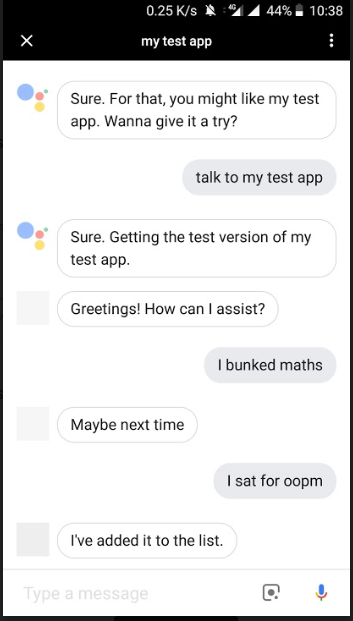 0.25 K/s 4G 44% 10:38
my test app
Sure. For that, you might like my test
app. Wanna give it a try?
talk to my test app
Sure. Getting the test version of my
test app.
Greetings! How can I assist?
I bunked maths
Maybe next time
I sat for oopm
I've added it to the list.
Type a message